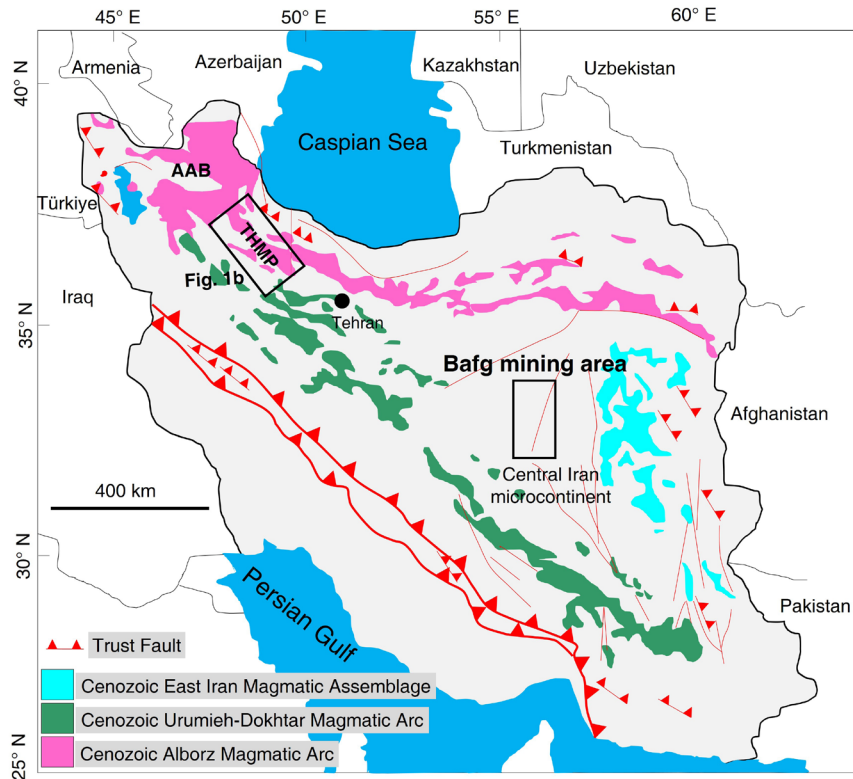 45° E
50° E
55° E
60° E
40° N
35° N
30° N
25° N
Armenia
Azerbaijan
Kazakhstan
Uzbekistan
Caspian Sea
Turkmenistan
AAB
Türkiye
THMP
Fig. 1b
Iraq
Tehran
Bafg mining area
Afghanistan
Central Iran
microcontinent
400 km
Persian Gulf
Pakistan
Trust Fault
Cenozoic East Iran Magmatic Assemblage
Cenozoic Urumieh-Dokhtar Magmatic Arc
Cenozoic Alborz Magmatic Arc